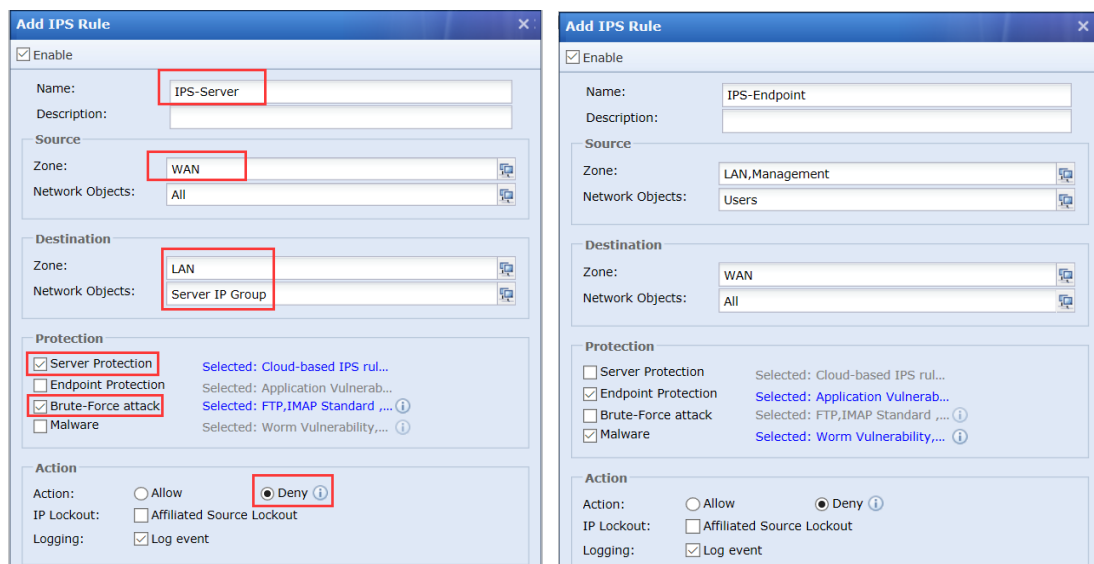 Add IPS Rule
Enable
Name: IPS-Server
Description:
Source
Zone: WAN
Network Objects: All
Destination
Zone: LAN
Network Objects: Server IP Group
Protection
Server Protection Selected: Cloud-based IPS rul...
Endpoint Protection Selected: Application Vulnerab...
Brute-Force attack Selected: FTP,IMAP Standard ,...
Malware Selected: Worm Vulnerability,...
Action
Action: Allow Deny
IP Lockout: Affiliated Source Lockout
Logging: Log event
Add IPS Rule
Enable
Name: IPS-Endpoint
Description:
Source
Zone: LAN,Management
Network Objects: Users
Destination
Zone: WAN
Network Objects: All
Protection
Server Protection Selected: Cloud-based IPS rul...
Endpoint Protection Selected: Application Vulnerab...
Brute-Force attack Selected: FTP,IMAP Standard ,...
Malware Selected: Worm Vulnerability,...
Action
Action: Allow Deny
IP Lockout: Affiliated Source Lockout
Logging: Log event